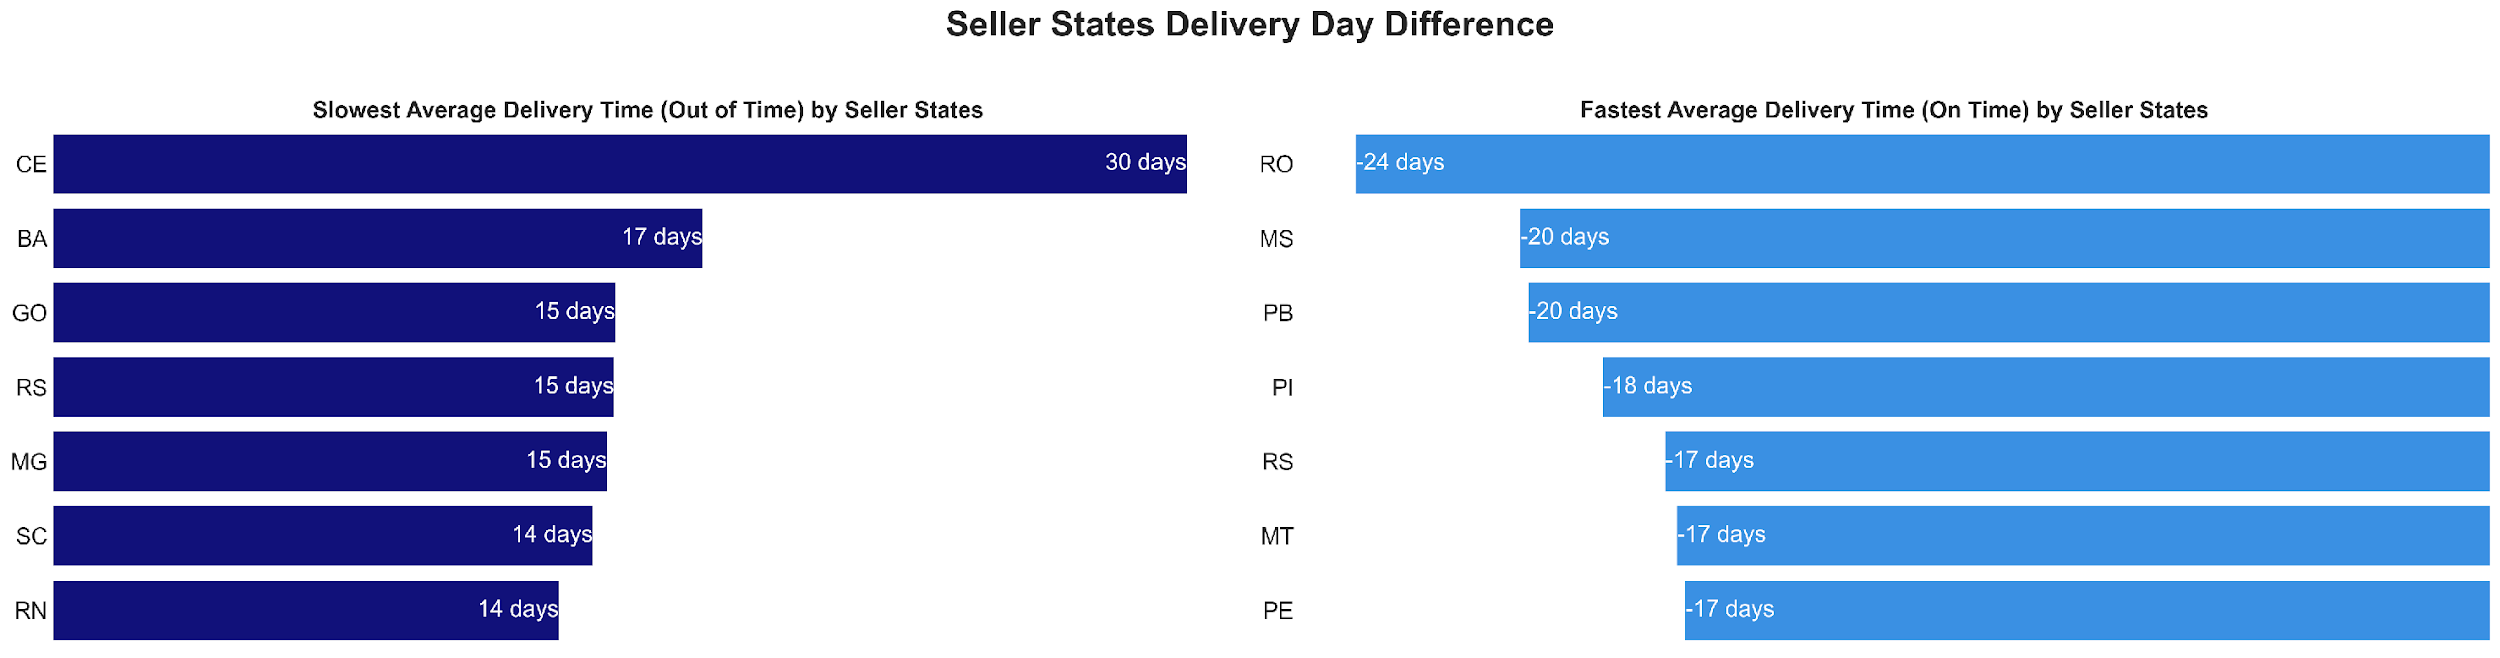 Seller States Delivery Day Difference
Slowest Average Delivery Time (Out of Time) by Seller States
CE 30 days
BA 17 days
GO 15 days
RS 15 days
MG 15 days
SC 14 days
RN 14 days
Fastest Average Delivery Time (On Time) by Seller States
RO -24 days
MS -20 days
PB -20 days
PI -18 days
RS -17 days
MT -17 days
PE -17 days